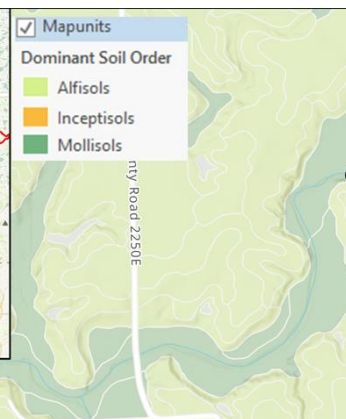 Mapunits
Dominant Soil Order
Alfisols
Inceptisols
Mollisols
nty Road 2250E